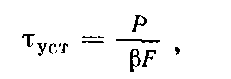 τуст = P / βF ,